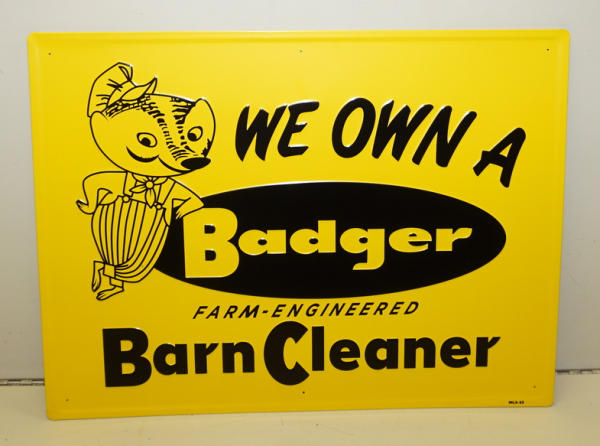 WE OWN A
Badger
FARM-ENGINEERED
Barn Cleaner